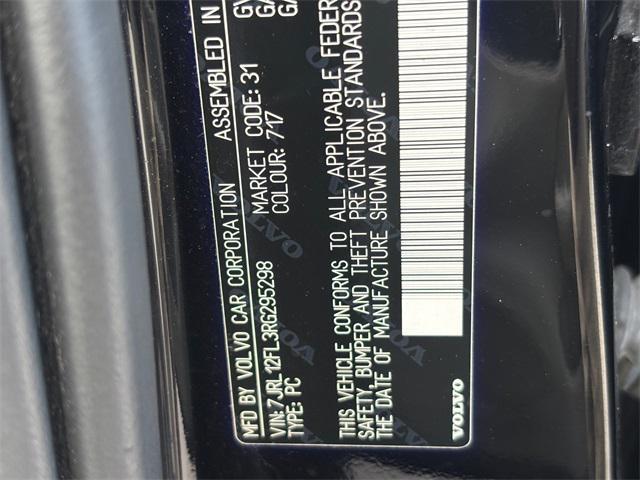 MFD BY VOLVO CAR CORPORATION ASSEMBLED IN
VIN: 7JRL12FL3RG295298 MARKET CODE: 31
TYPE: PC COLOUR: 717
THIS VEHICLE CONFORMS TO ALL APPLICABLE FEDER
SAFETY, BUMPER AND THEFT PREVENTION STANDARDS
THE DATE OF MANUFACTURE SHOWN ABOVE.
VOLVO